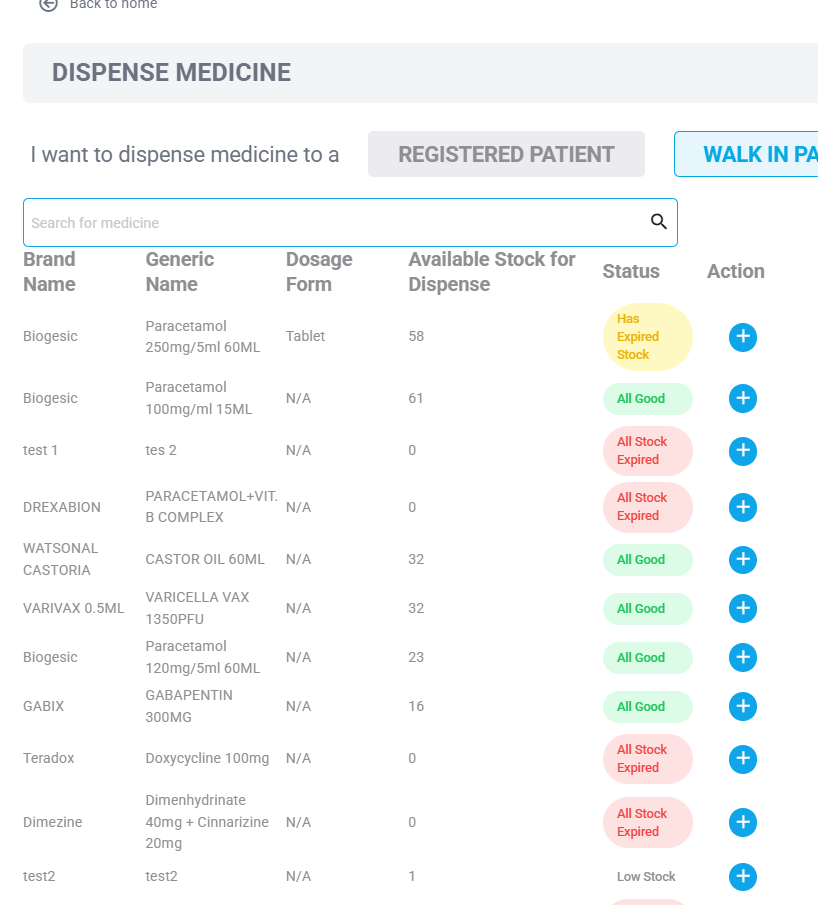 Back to home
DISPENSE MEDICINE
I want to dispense medicine to a REGISTERED PATIENT WALK IN PA
Search for medicine
Brand Name Generic Name Dosage Form Available Stock for Dispense Status Action
Biogesic Paracetamol 250mg/5ml 60ML Tablet 58 Has Expired Stock
Biogesic Paracetamol 100mg/ml 15ML N/A 61 All Good
test 1 tes 2 N/A 0 All Stock Expired
DREXABION PARACETAMOL+VIT. B COMPLEX N/A 0 All Stock Expired
WATSONAL CASTORIA CASTOR OIL 60ML N/A 32 All Good
VARIVAX 0.5ML VARICELLA VAX 1350PFU N/A 32 All Good
Biogesic Paracetamol 120mg/5ml 60ML N/A 23 All Good
GABIX GABAPENTIN 300MG N/A 16 All Good
Teradox Doxycycline 100mg N/A 0 All Stock Expired
Dimezine Dimenhydrinate 40mg + Cinnarizine 20mg N/A 0 All Stock Expired
test2 test2 N/A 1 Low Stock